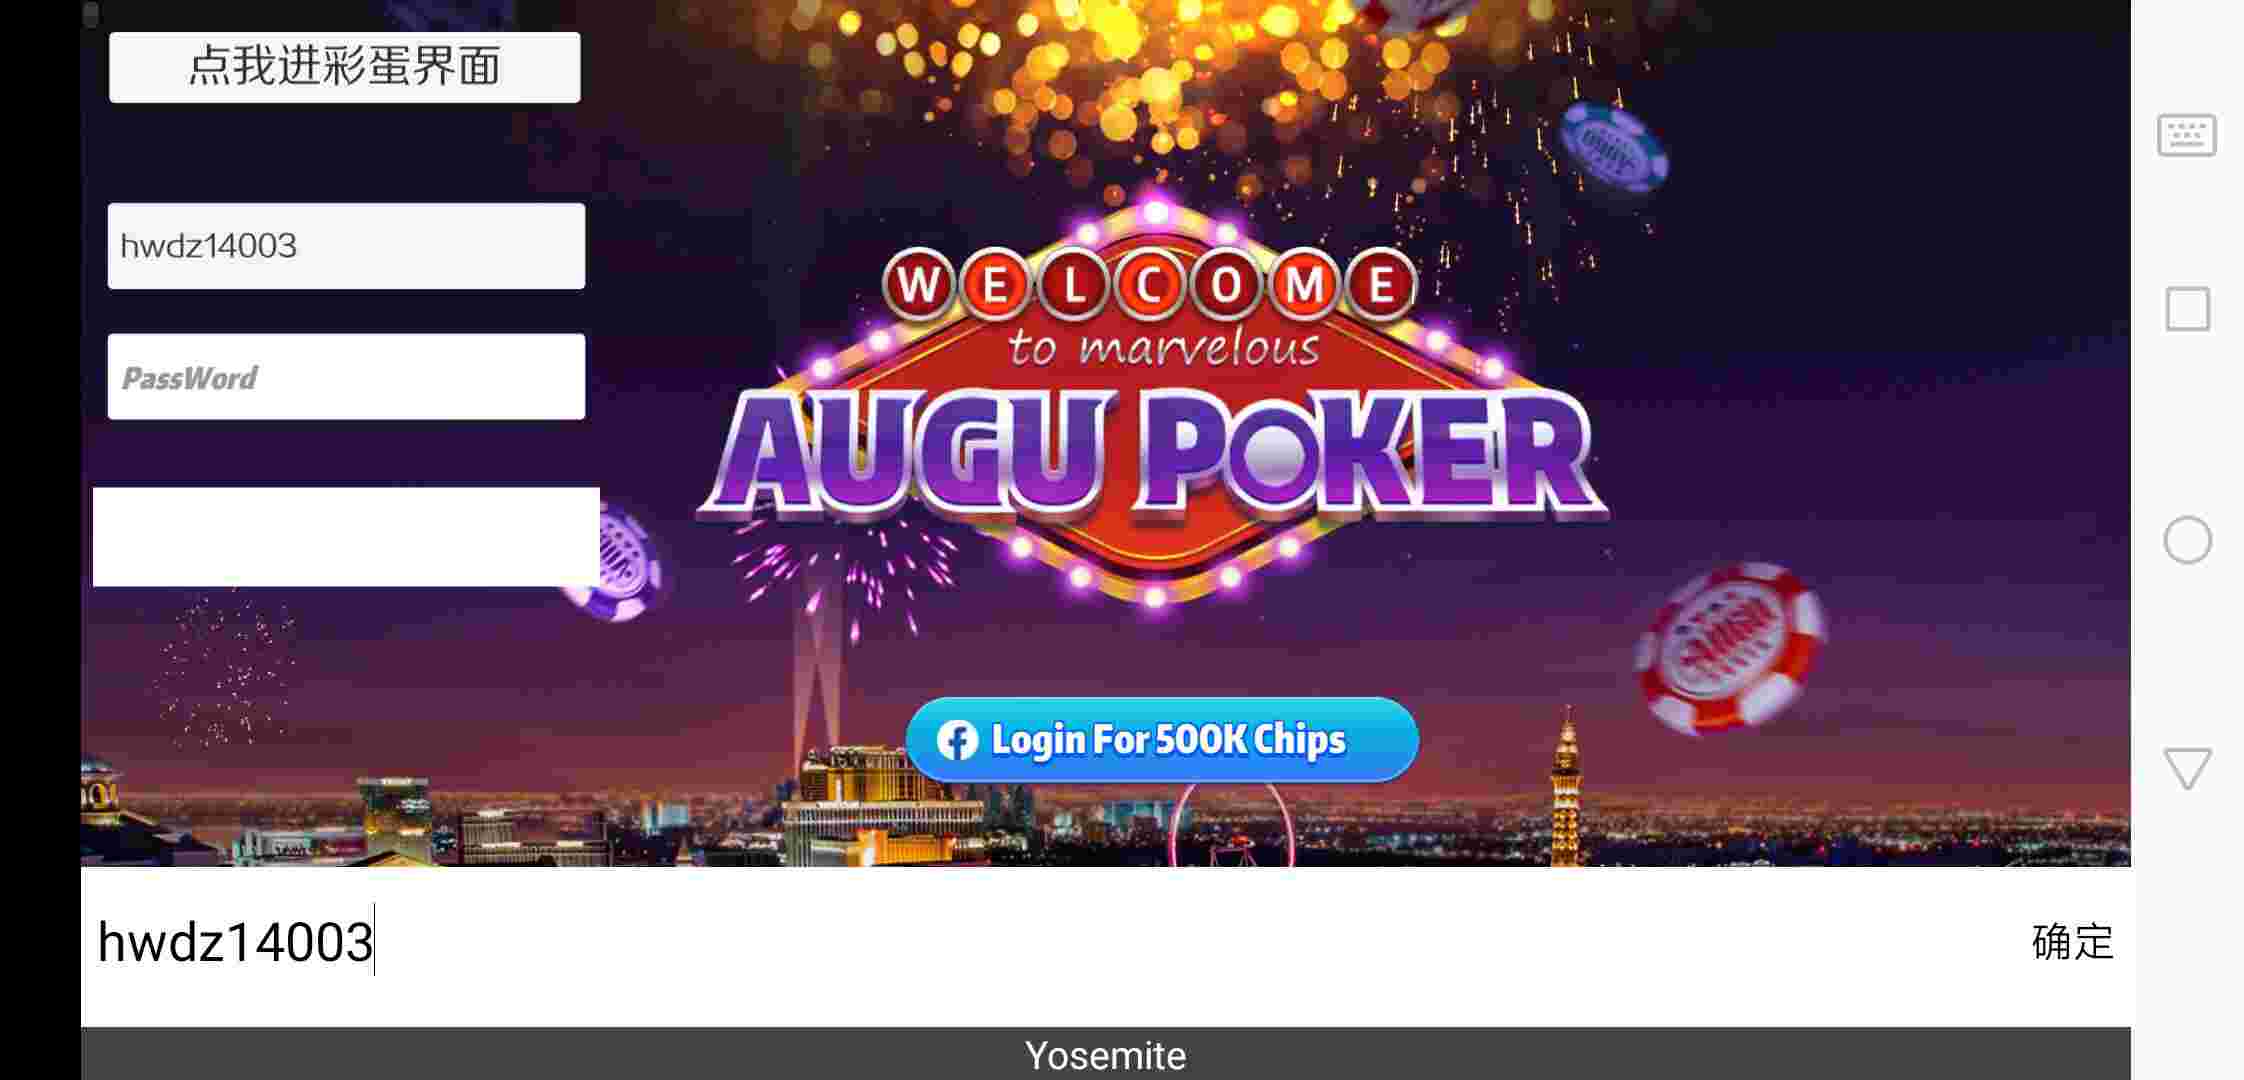 点我进彩蛋界面
hwdz14003
PassWord
WELCOME
to marvelous
AUGU POKER
Login For 500K Chips
hwdz14003
确定
Yosemite